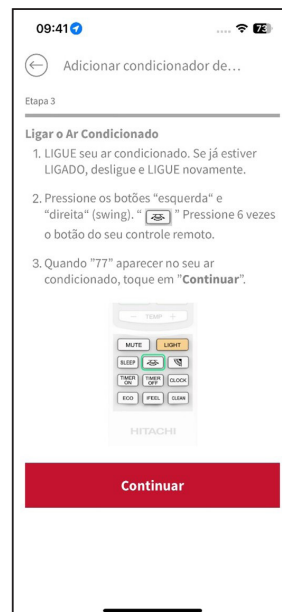 09:41
.... 73
Adicionar condicionador de...
Etapa 3
Ligar o Ar Condicionado
1. LIGUE seu ar condicionado. Se já estiver
LIGADO, desligue e LIGUE novamente.
2. Pressione os botões “esquerda“ e
“direita“ (swing). “ ” Pressione 6 vezes
o botão do seu controle remoto.
3. Quando ”77” aparecer no seu ar
condicionado, toque em ”Continuar”.
— TEMP +
MUTE LIGHT
SLEEP
TIMER ON TIMER OFF CLOCK
ECO IFEEL CLEAN
HITACHI
Continuar